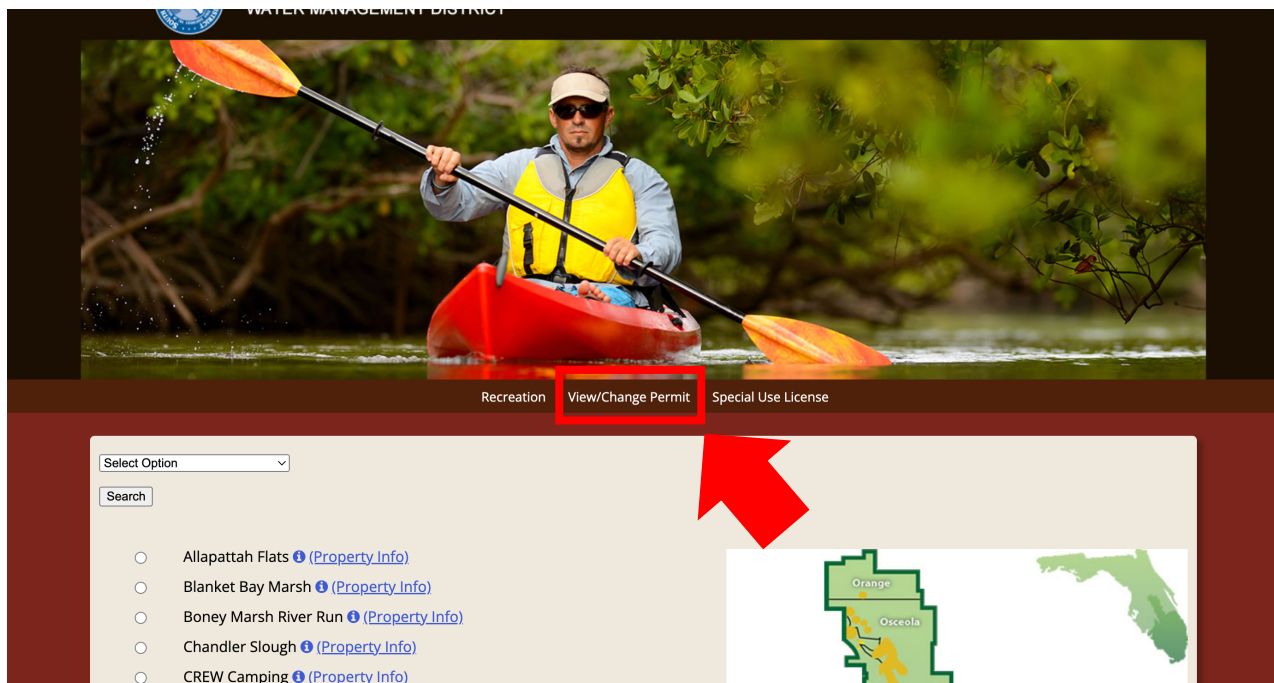 WATER MANAGEMENT DISTRICT
Recreation View/Change Permit Special Use License
Select Option
Search
Allapattah Flats (Property Info)
Blanket Bay Marsh (Property Info)
Boney Marsh River Run (Property Info)
Chandler Slough (Property Info)
CREW Camping (Property Info)
Orange
Osceola